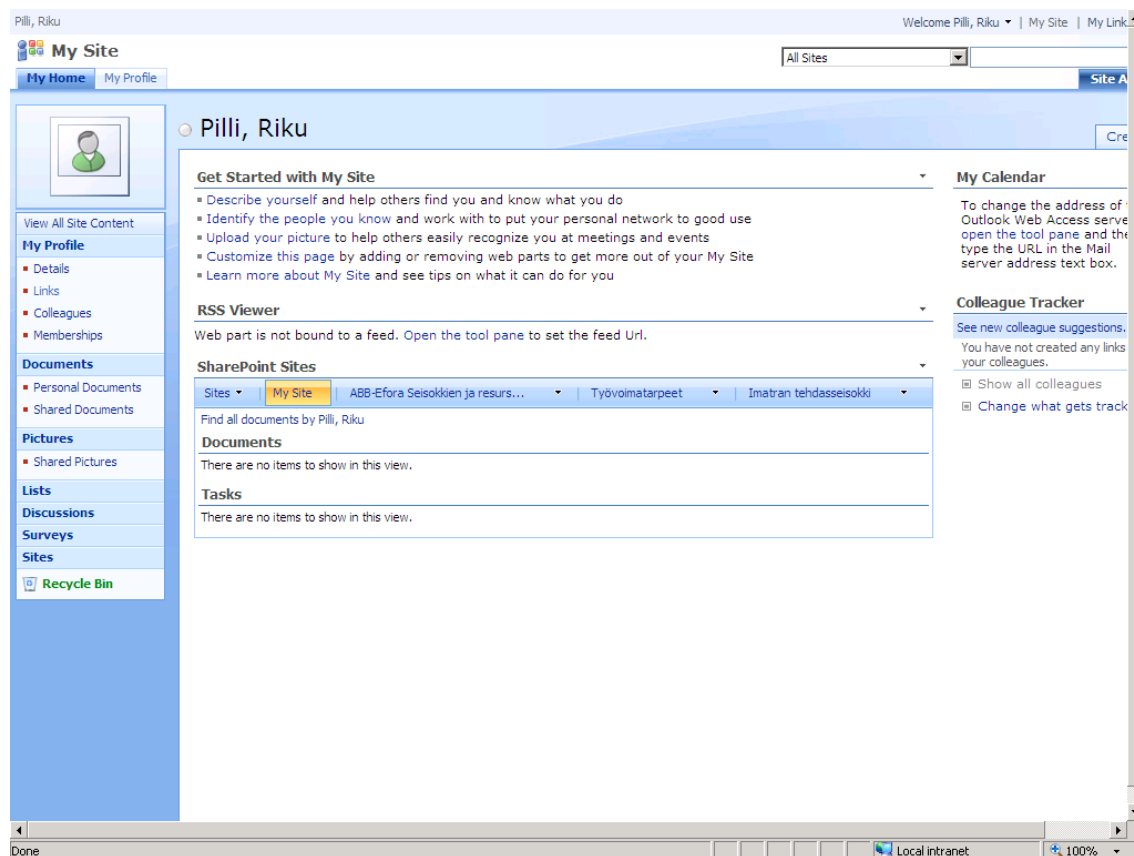 Pilli, Riku
Welcome Pilli, Riku | My Site | My Link
My Site
All Sites
My Home My Profile
Site A
Pilli, Riku
Cre
View All Site Content
My Profile
Details
Links
Colleagues
Memberships
Documents
Personal Documents
Shared Documents
Pictures
Shared Pictures
Lists
Discussions
Surveys
Sites
Recycle Bin
Get Started with My Site
Describe yourself and help others find you and know what you do
Identify the people you know and work with to put your personal network to good use
Upload your picture to help others easily recognize you at meetings and events
Customize this page by adding or removing web parts to get more out of your My Site
Learn more about My Site and see tips on what it can do for you
RSS Viewer
Web part is not bound to a feed. Open the tool pane to set the feed Url.
SharePoint Sites
Sites | My Site | ABB-Efora Seisokkien ja resurs... | Työvoimatarpeet | Imatran tehdasseisokki
Find all documents by Pilli, Riku
Documents
There are no items to show in this view.
Tasks
There are no items to show in this view.
My Calendar
To change the address of
Outlook Web Access serve
open the tool pane and the
type the URL in the Mail
server address text box.
Colleague Tracker
See new colleague suggestions.
You have not created any links
your colleagues.
Show all colleagues
Change what gets track
Done
Local intranet
100%